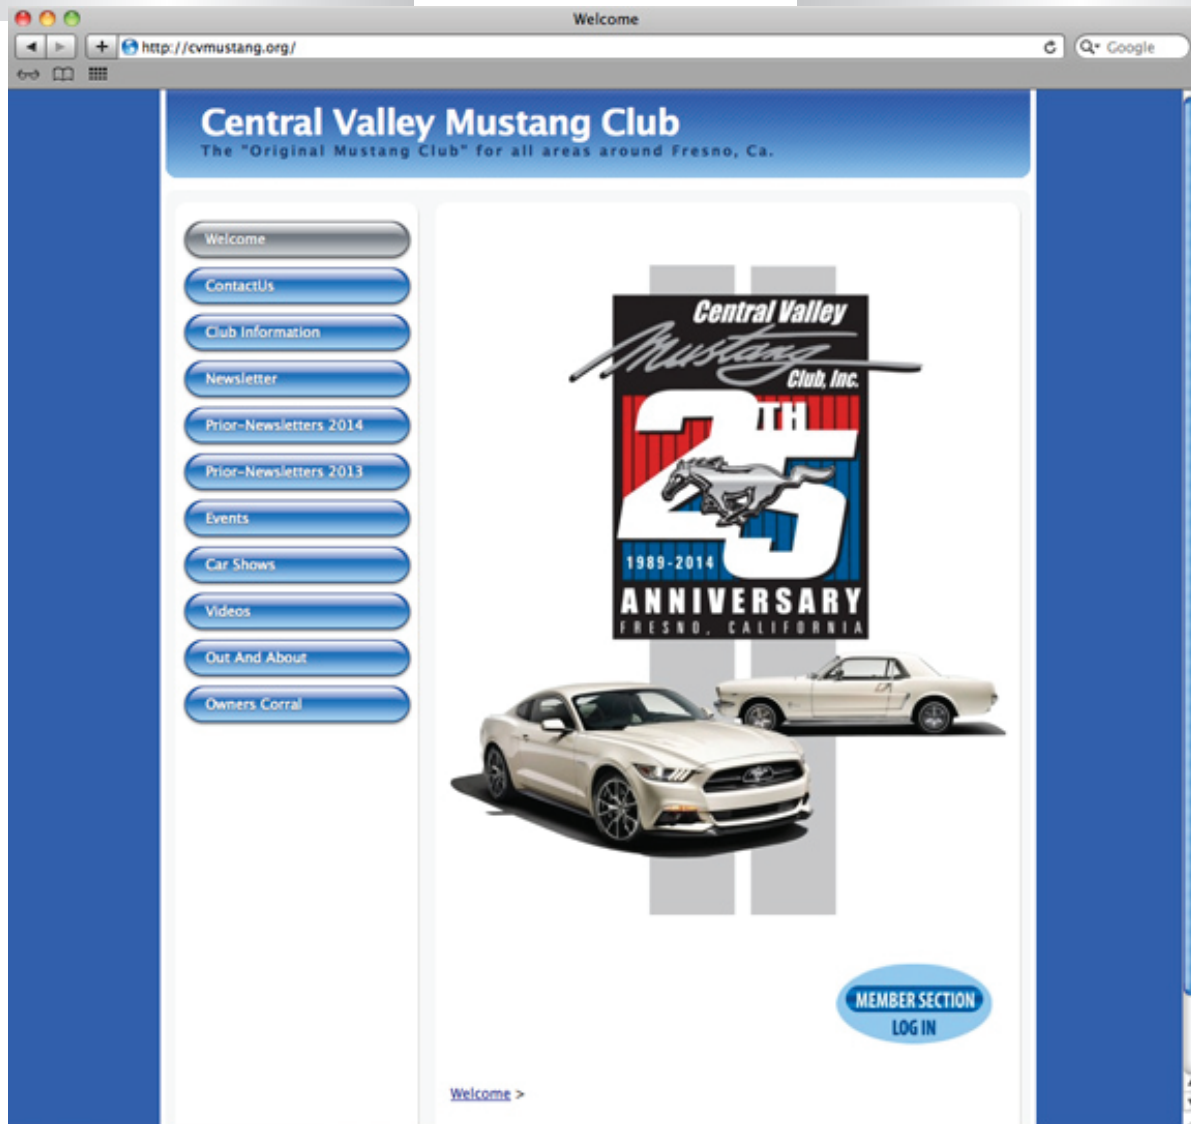 Welcome
http://cvmustang.org/
Google
Central Valley Mustang Club
The "Original Mustang Club" for all areas around Fresno, Ca.
Welcome
ContactUs
Club Information
Newsletter
Prior-Newsletters 2014
Prior-Newsletters 2013
Events
Car Shows
Videos
Out And About
Owners Corral
Central Valley
Mustang
Club, Inc.
25TH
1989-2014
ANNIVERSARY
FRESNO, CALIFORNIA
MEMBER SECTION
LOG IN
Welcome >